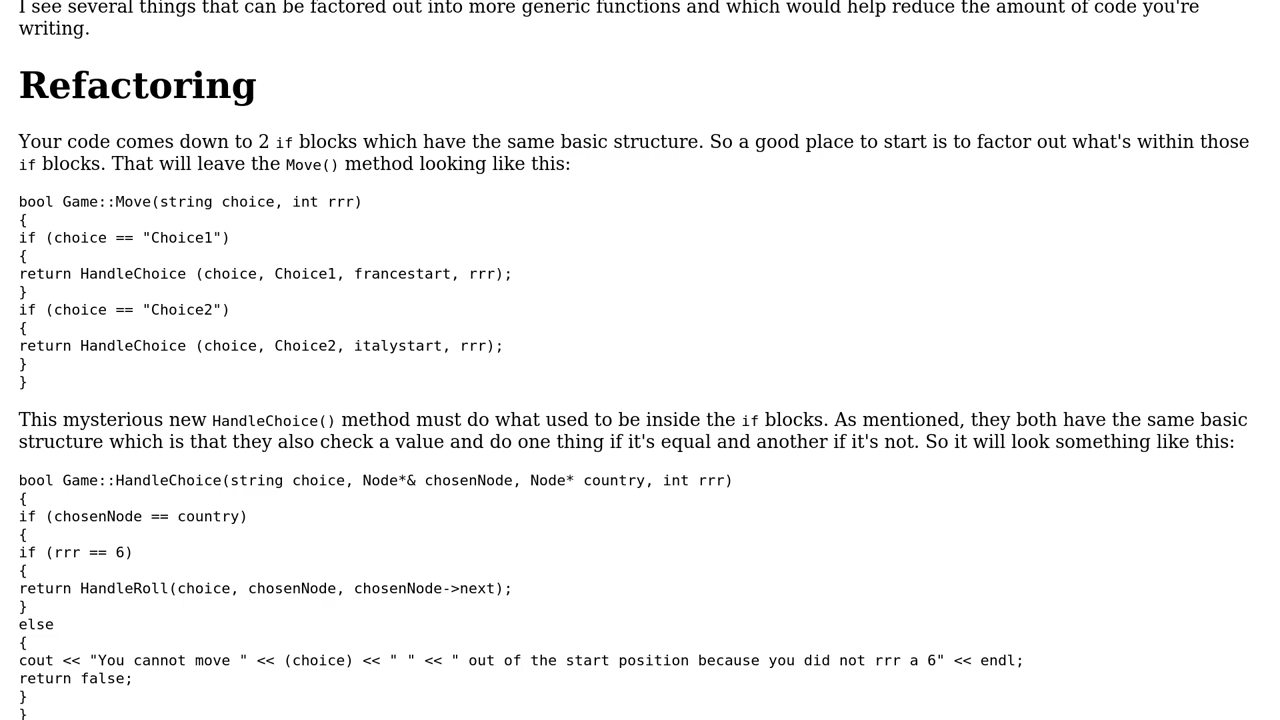 I see several things that can be factored out into more generic functions and which would help reduce the amount of code you're
writing.
Refactoring
Your code comes down to 2 if blocks which have the same basic structure. So a good place to start is to factor out what's within those
if blocks. That will leave the Move() method looking like this:
bool Game::Move(string choice, int rrr)
{
if (choice == "Choice1")
{
return HandleChoice (choice, Choice1, francestart, rrr);
}
if (choice == "Choice2")
{
return HandleChoice (choice, Choice2, italystart, rrr);
}
}
This mysterious new HandleChoice() method must do what used to be inside the if blocks. As mentioned, they both have the same basic
structure which is that they also check a value and do one thing if it's equal and another if it's not. So it will look something like this:
bool Game::HandleChoice(string choice, Node*& chosenNode, Node* country, int rrr)
{
if (chosenNode == country)
{
if (rrr == 6)
{
return HandleRoll(choice, chosenNode, chosenNode->next);
}
else
{
cout << "You cannot move " << (choice) << " " << " out of the start position because you did not rrr a 6" << endl;
return false;
}
}